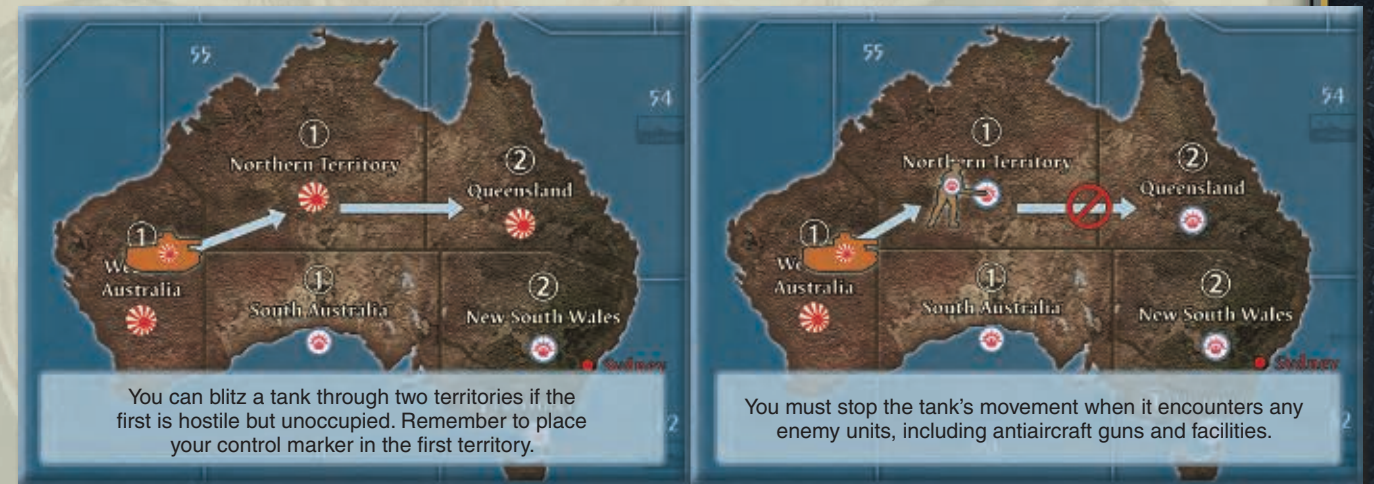 55
54
①
Northern Territory
②
Queensland
①
Australia
①
South Australia
②
New South Wales
Sydney
You can blitz a tank through two territories if the
first is hostile but unoccupied. Remember to place
your control marker in the first territory.
55
54
①
Northern Territory
②
Queensland
①
We
Australia
①
South Australia
②
New South Wales
Sydney
You must stop the tank’s movement when it encounters any
enemy units, including antiaircraft guns and facilities.